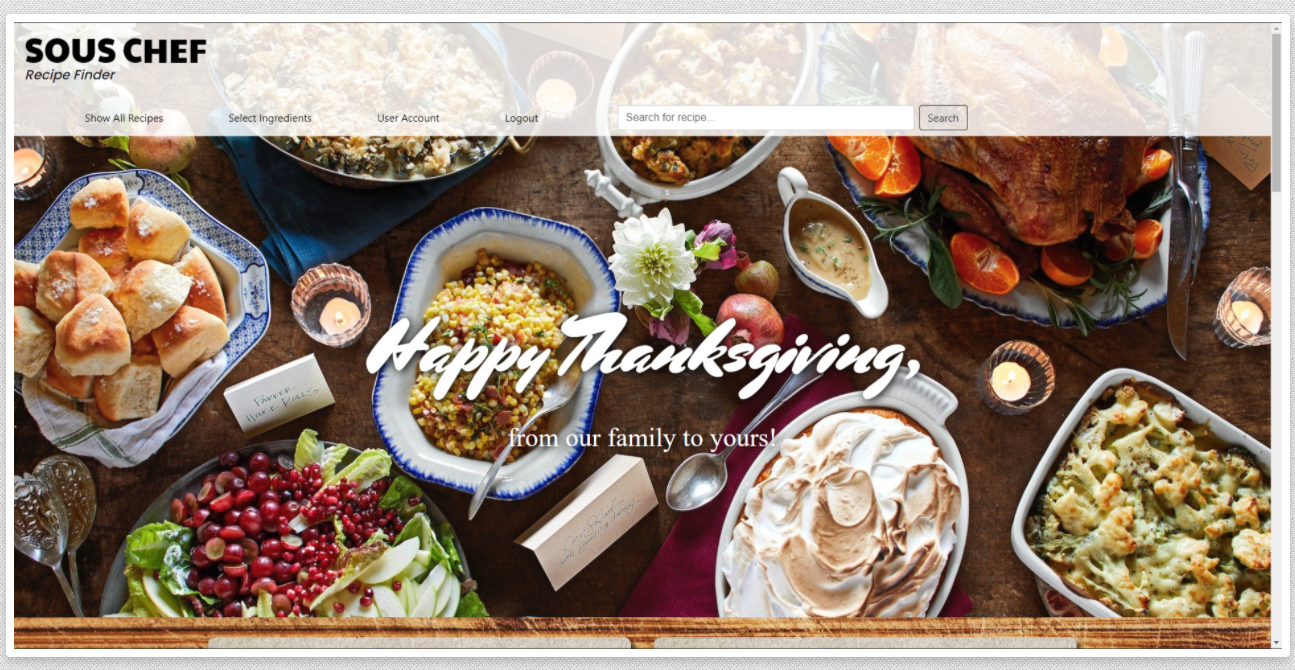 SOUS CHEF
Recipe Finder
Show All Recipes
Select Ingredients
User Account
Logout
Search for recipe...
Search
Happy Thanksgiving,
from our family to yours!
PARKER
HOUSE ROLLS